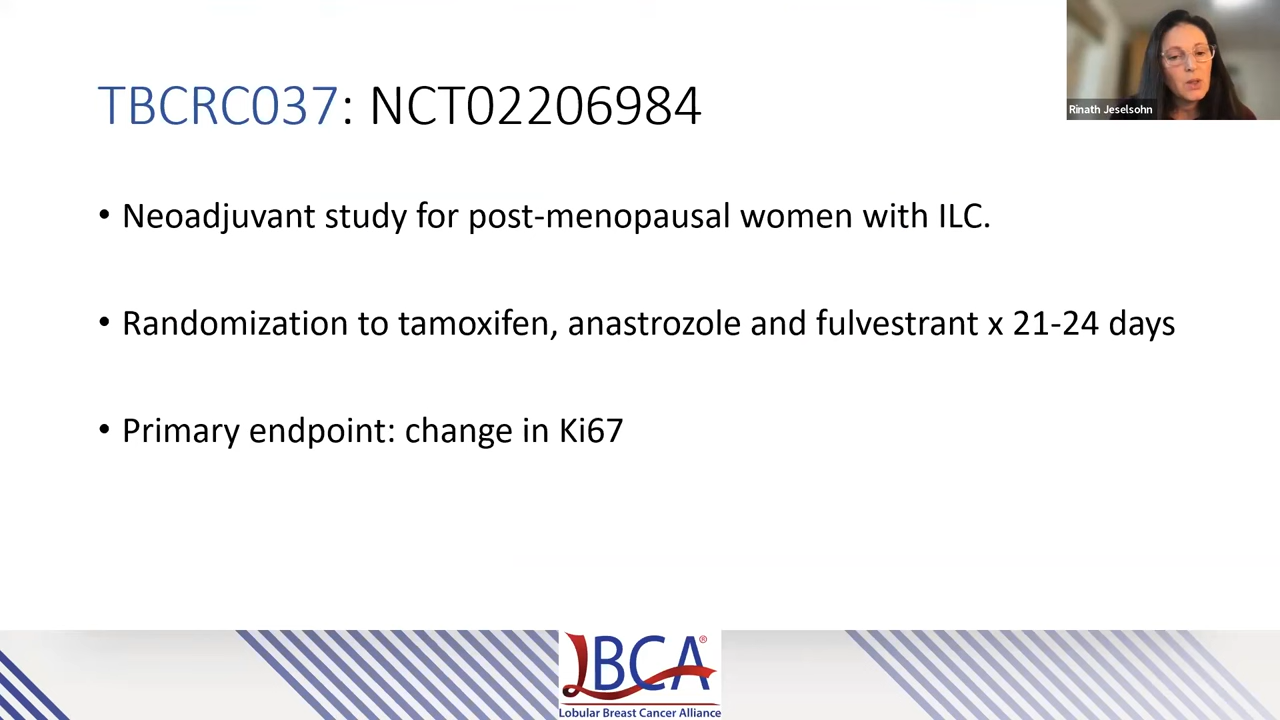 TBCRC037: NCT02206984
Rinath Jeselsohn
• Neoadjuvant study for post-menopausal women with ILC.
• Randomization to tamoxifen, anastrozole and fulvestrant x 21-24 days
• Primary endpoint: change in Ki67
LBCA®
Lobular Breast Cancer Alliance